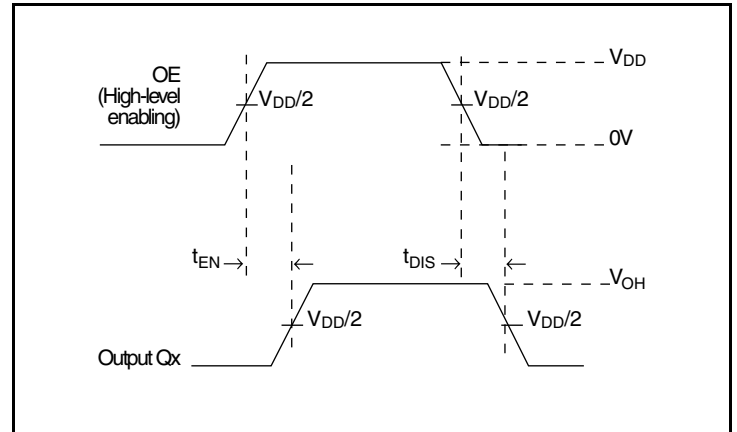 OE
(High-level
enabling)
VDD/2
VDD/2
VDD
0V
tEN
tDIS
VOH
VDD/2
VDD/2
Output Qx